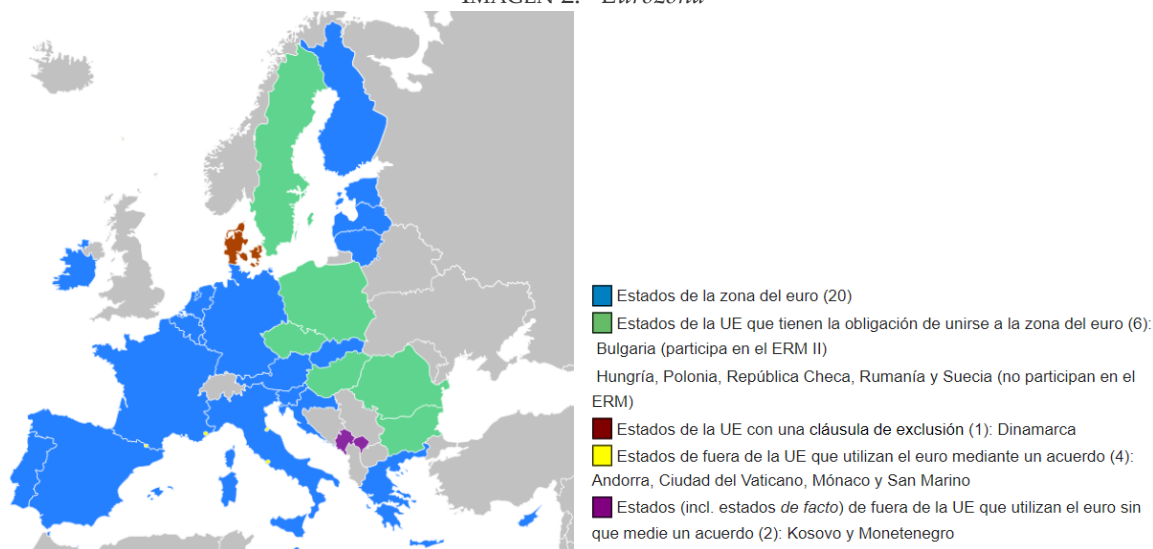 IMAGEN 2. Eurozona
Estados de la zona del euro (20)
Estados de la UE que tienen la obligación de unirse a la zona del euro (6):
Bulgaria (participa en el ERM II)
Hungría, Polonia, República Checa, Rumanía y Suecia (no participan en el
ERM)
Estados de la UE con una cláusula de exclusión (1): Dinamarca
Estados de fuera de la UE que utilizan el euro mediante un acuerdo (4):
Andorra, Ciudad del Vaticano, Mónaco y San Marino
Estados (incl. estados de facto) de fuera de la UE que utilizan el euro sin
que medie un acuerdo (2): Kosovo y Monetenegro